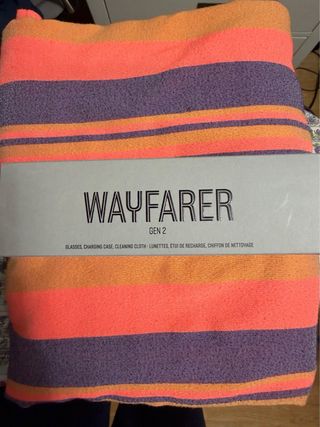 WAYFARER
GEN 2
GLASSES, CHARGING CASE, CLEANING CLOTH · LUNETTES, ÉTUI DE RECHARGE, CHIFFON DE NETTOYAGE